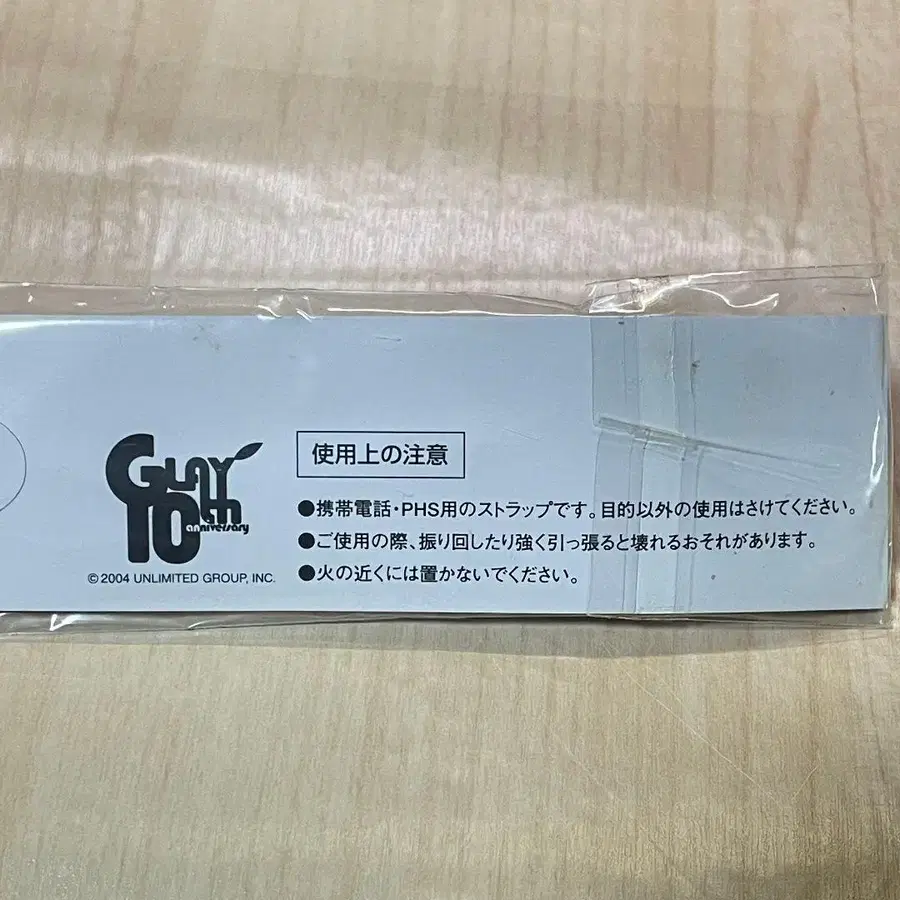 GLAY
10th
anniversary
©2004 UNLIMITED GROUP, INC.
使用上の注意
●携帯電話・PHS用のストラップです。目的以外の使用はさけてください。
●ご使用の際、振り回したり強く引っ張ると壊れるおそれがあります。
●火の近くには置かないでください。